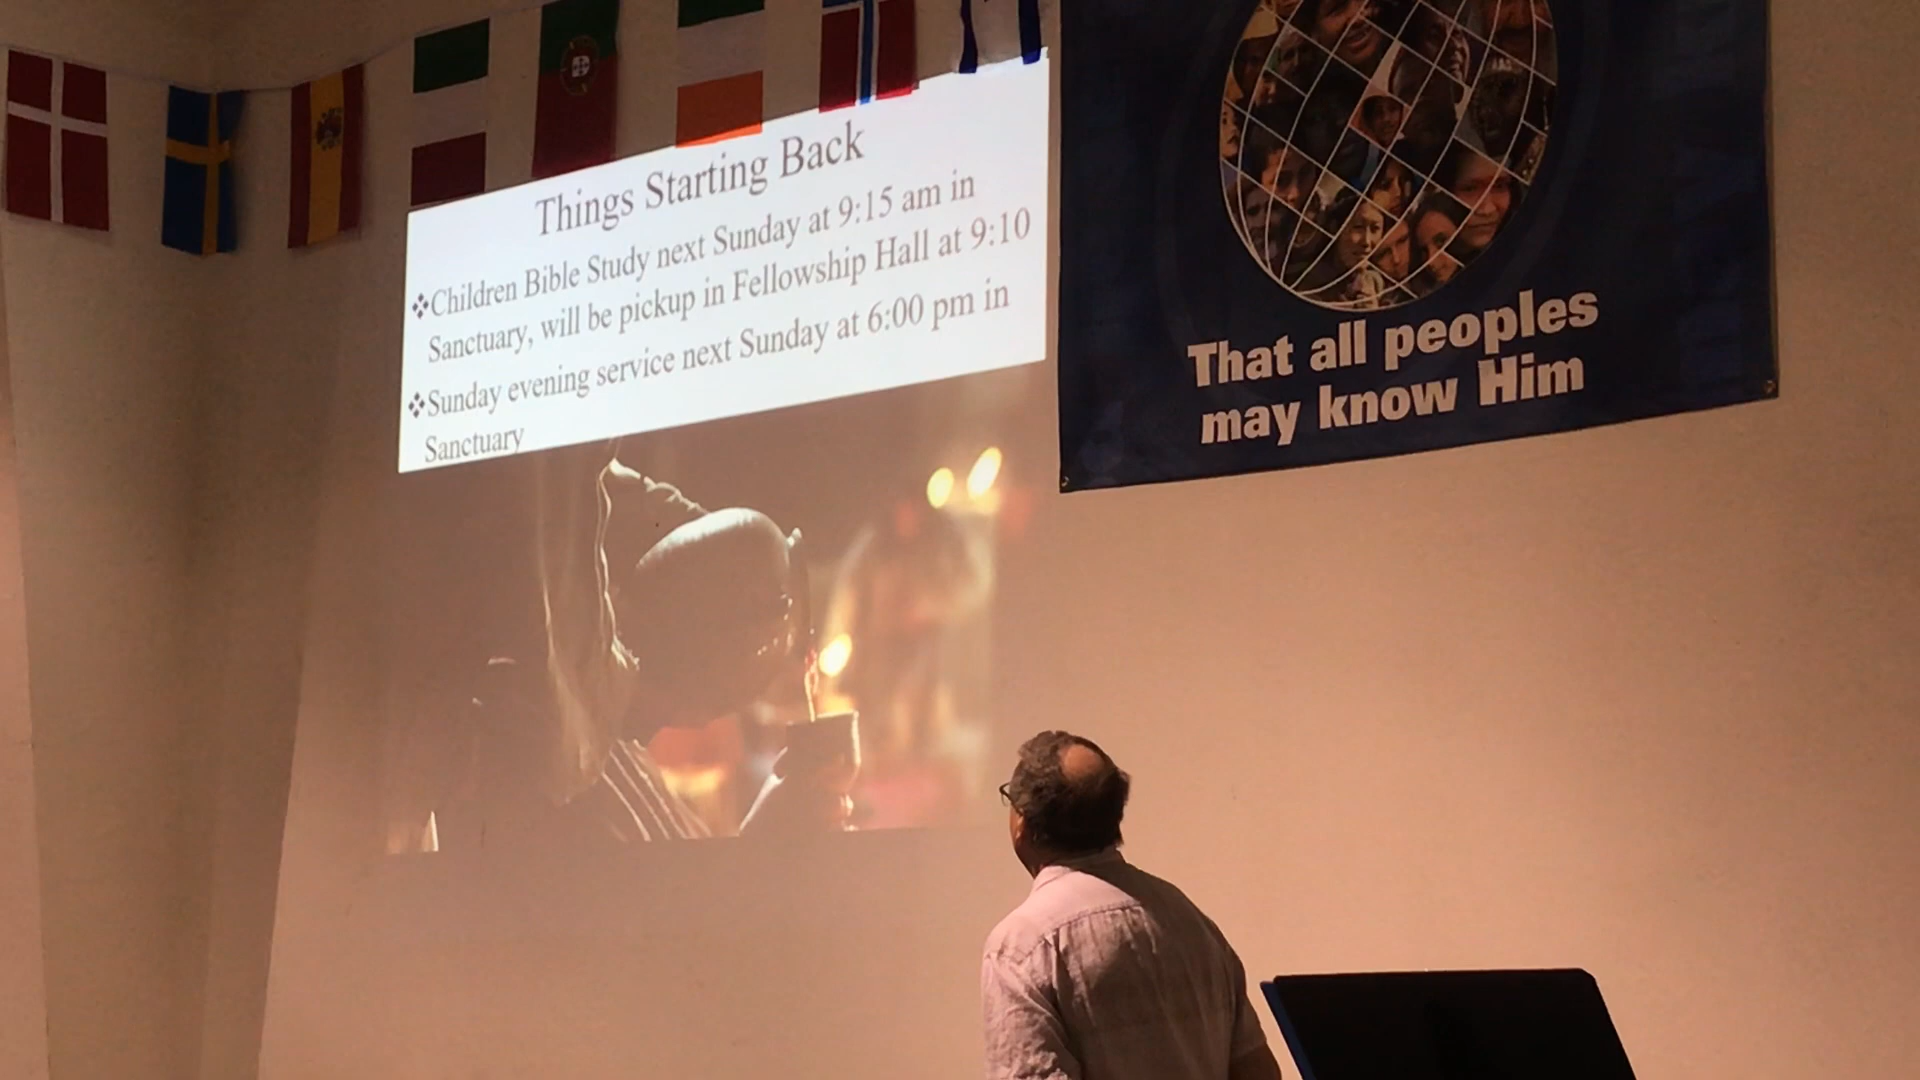 Things Starting Back
❖Children Bible Study next Sunday at 9:15 am in
Sanctuary, will be pickup in Fellowship Hall at 9:10
❖Sunday evening service next Sunday at 6:00 pm in
Sanctuary
That all peoples
may know Him